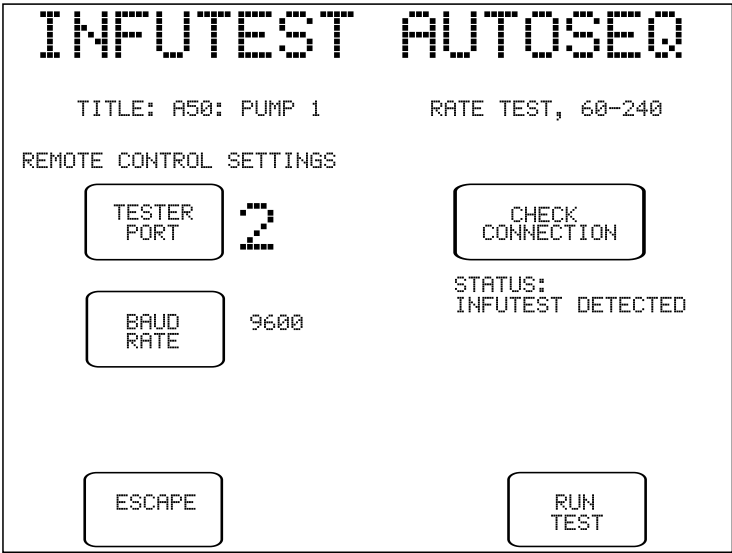 INFUTEST AUTOSEQ
TITLE: A50: PUMP 1 RATE TEST, 60-240
REMOTE CONTROL SETTINGS
TESTER
PORT
2
CHECK
CONNECTION
STATUS:
INFUTEST DETECTED
BAUD
RATE
9600
ESCAPE
RUN
TEST